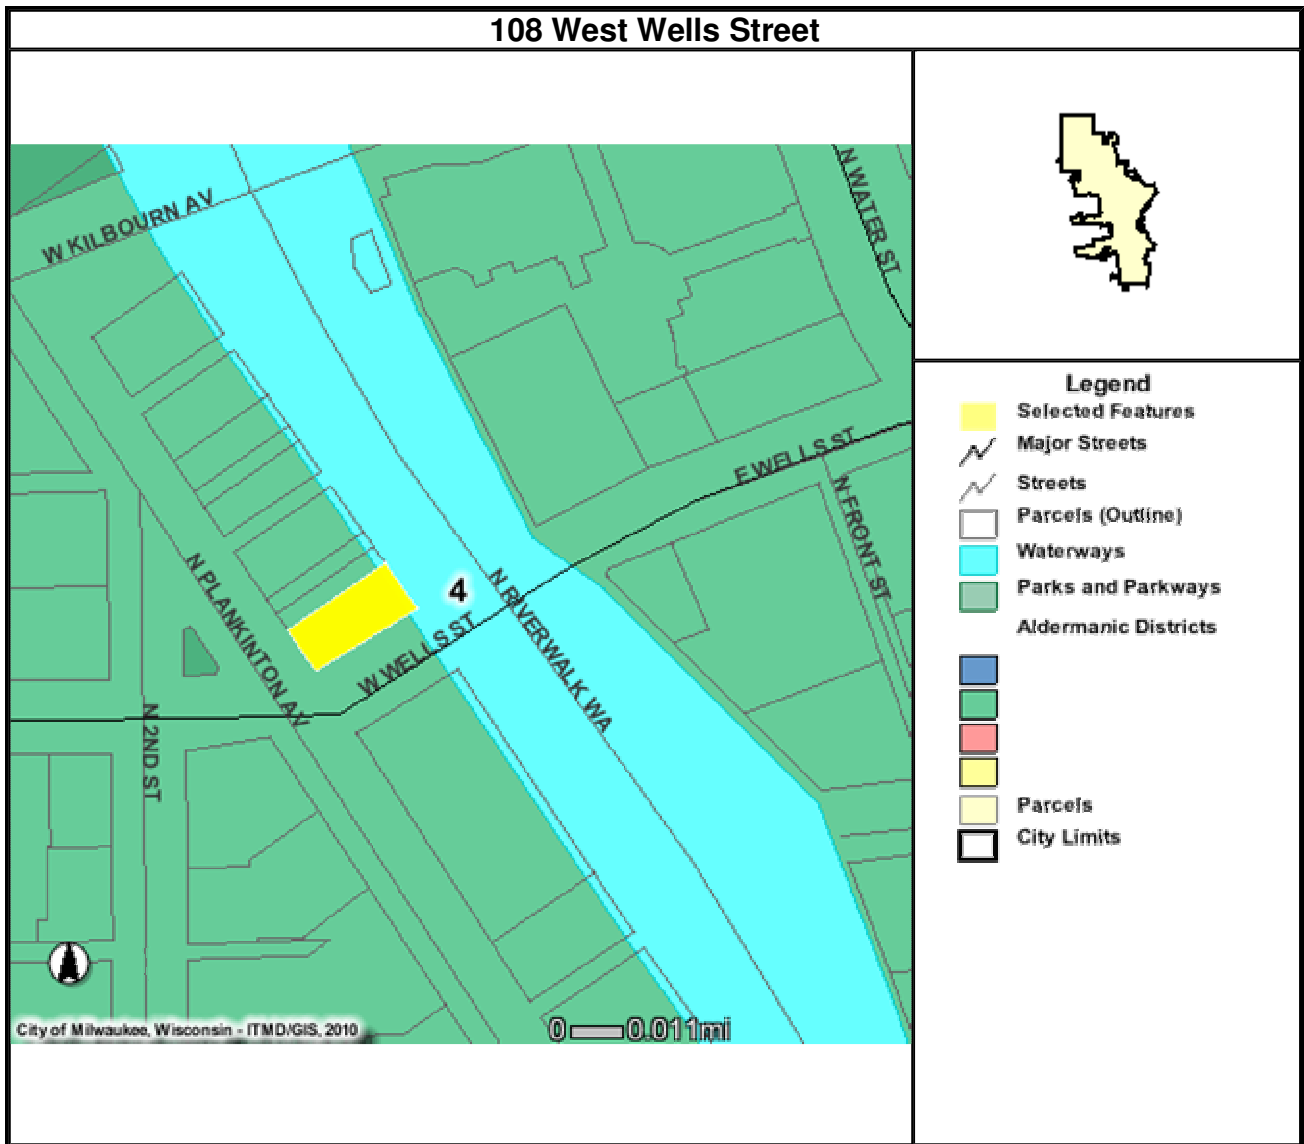 108 West Wells Street
W KILBOURN AV
N WATER ST
E WELLS ST
N FRONT ST
N PLANKINTON AV
4
W WELLS ST
N RIVERWALK WA
N 2ND ST
City of Milwaukee, Wisconsin - ITMD/GIS, 2010
0 0.011mi
Legend
Selected Features
Major Streets
Streets
Parcels (Outline)
Waterways
Parks and Parkways
Aldermanic Districts
Parcels
City Limits